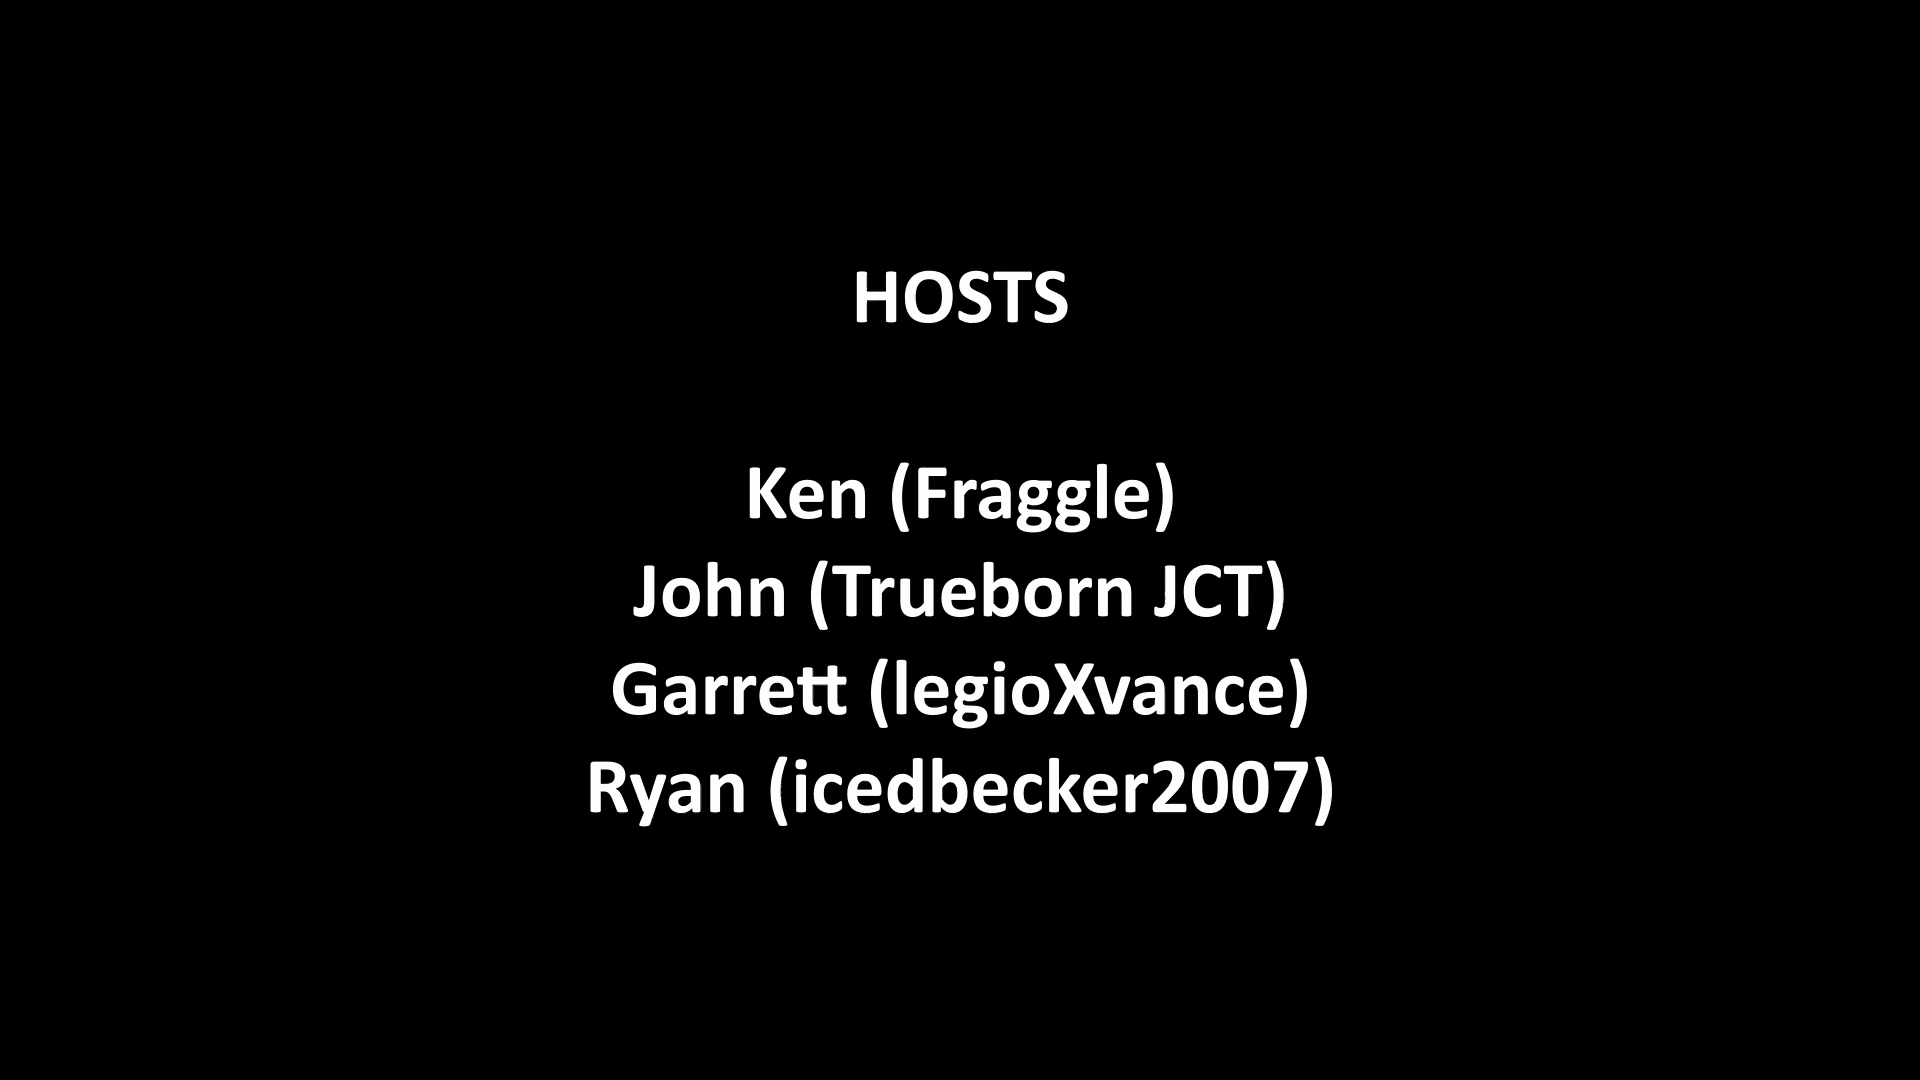 HOSTS
Ken (Fraggle)
John (Trueborn JCT)
Garrett (legioXvance)
Ryan (icedbecker2007)